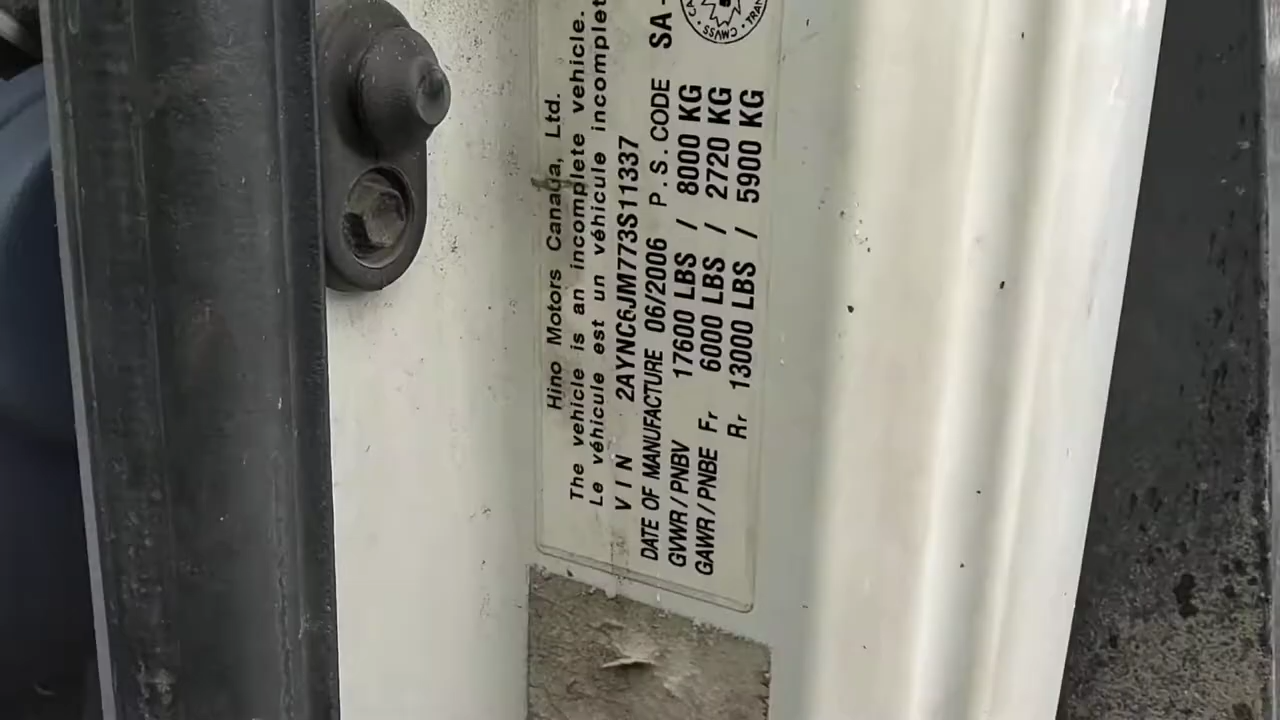 Hino Motors Canada, Ltd.
The vehicle is an incomplete vehicle.
Le véhicule est un véhicule incomplet
VIN 2AYNC6JM773S11337
DATE OF MANUFACTURE 06/2006 P.S.CODE SA-
GVWR/PNBV 17600 LBS / 8000 KG
GAWR/PNBE Fr 6000 LBS / 2720 KG
Rr 13000 LBS / 5900 KG
CMVSS